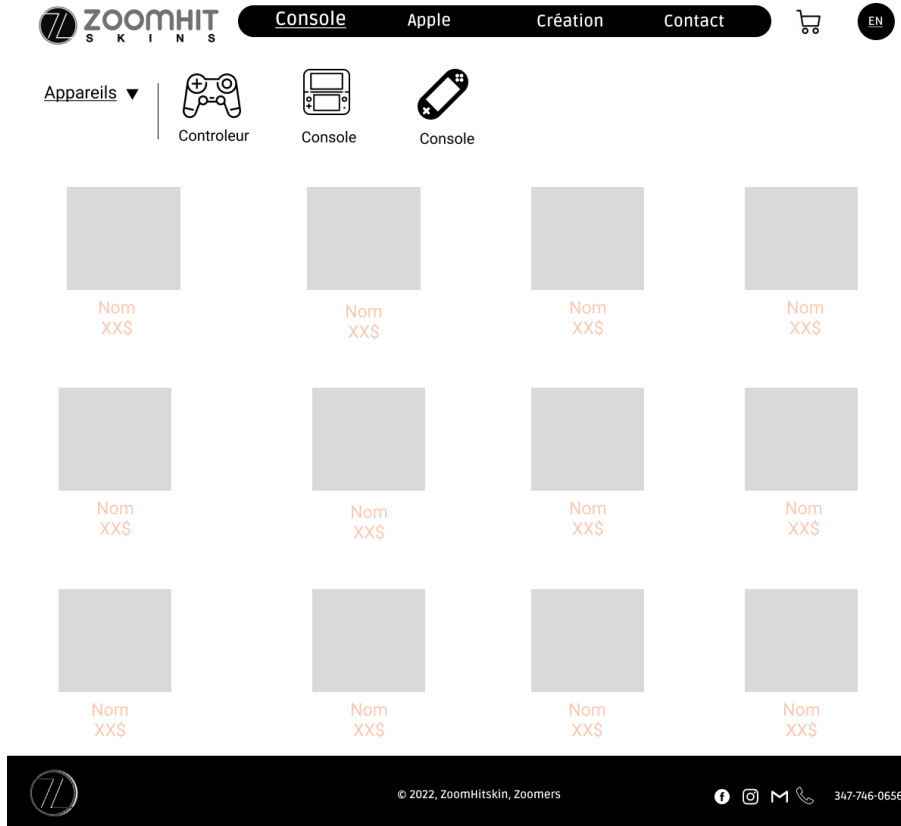 ZOOMHIT
SKINS
Console Apple Création Contact
EN
Appareils ▼
Controleur Console Console
Nom Nom Nom Nom
XX$ XX$ XX$ XX$
Nom Nom Nom Nom
XX$ XX$ XX$ XX$
Nom Nom Nom Nom
XX$ XX$ XX$ XX$
© 2022, ZoomHitskin, Zoomers
347-746-0656